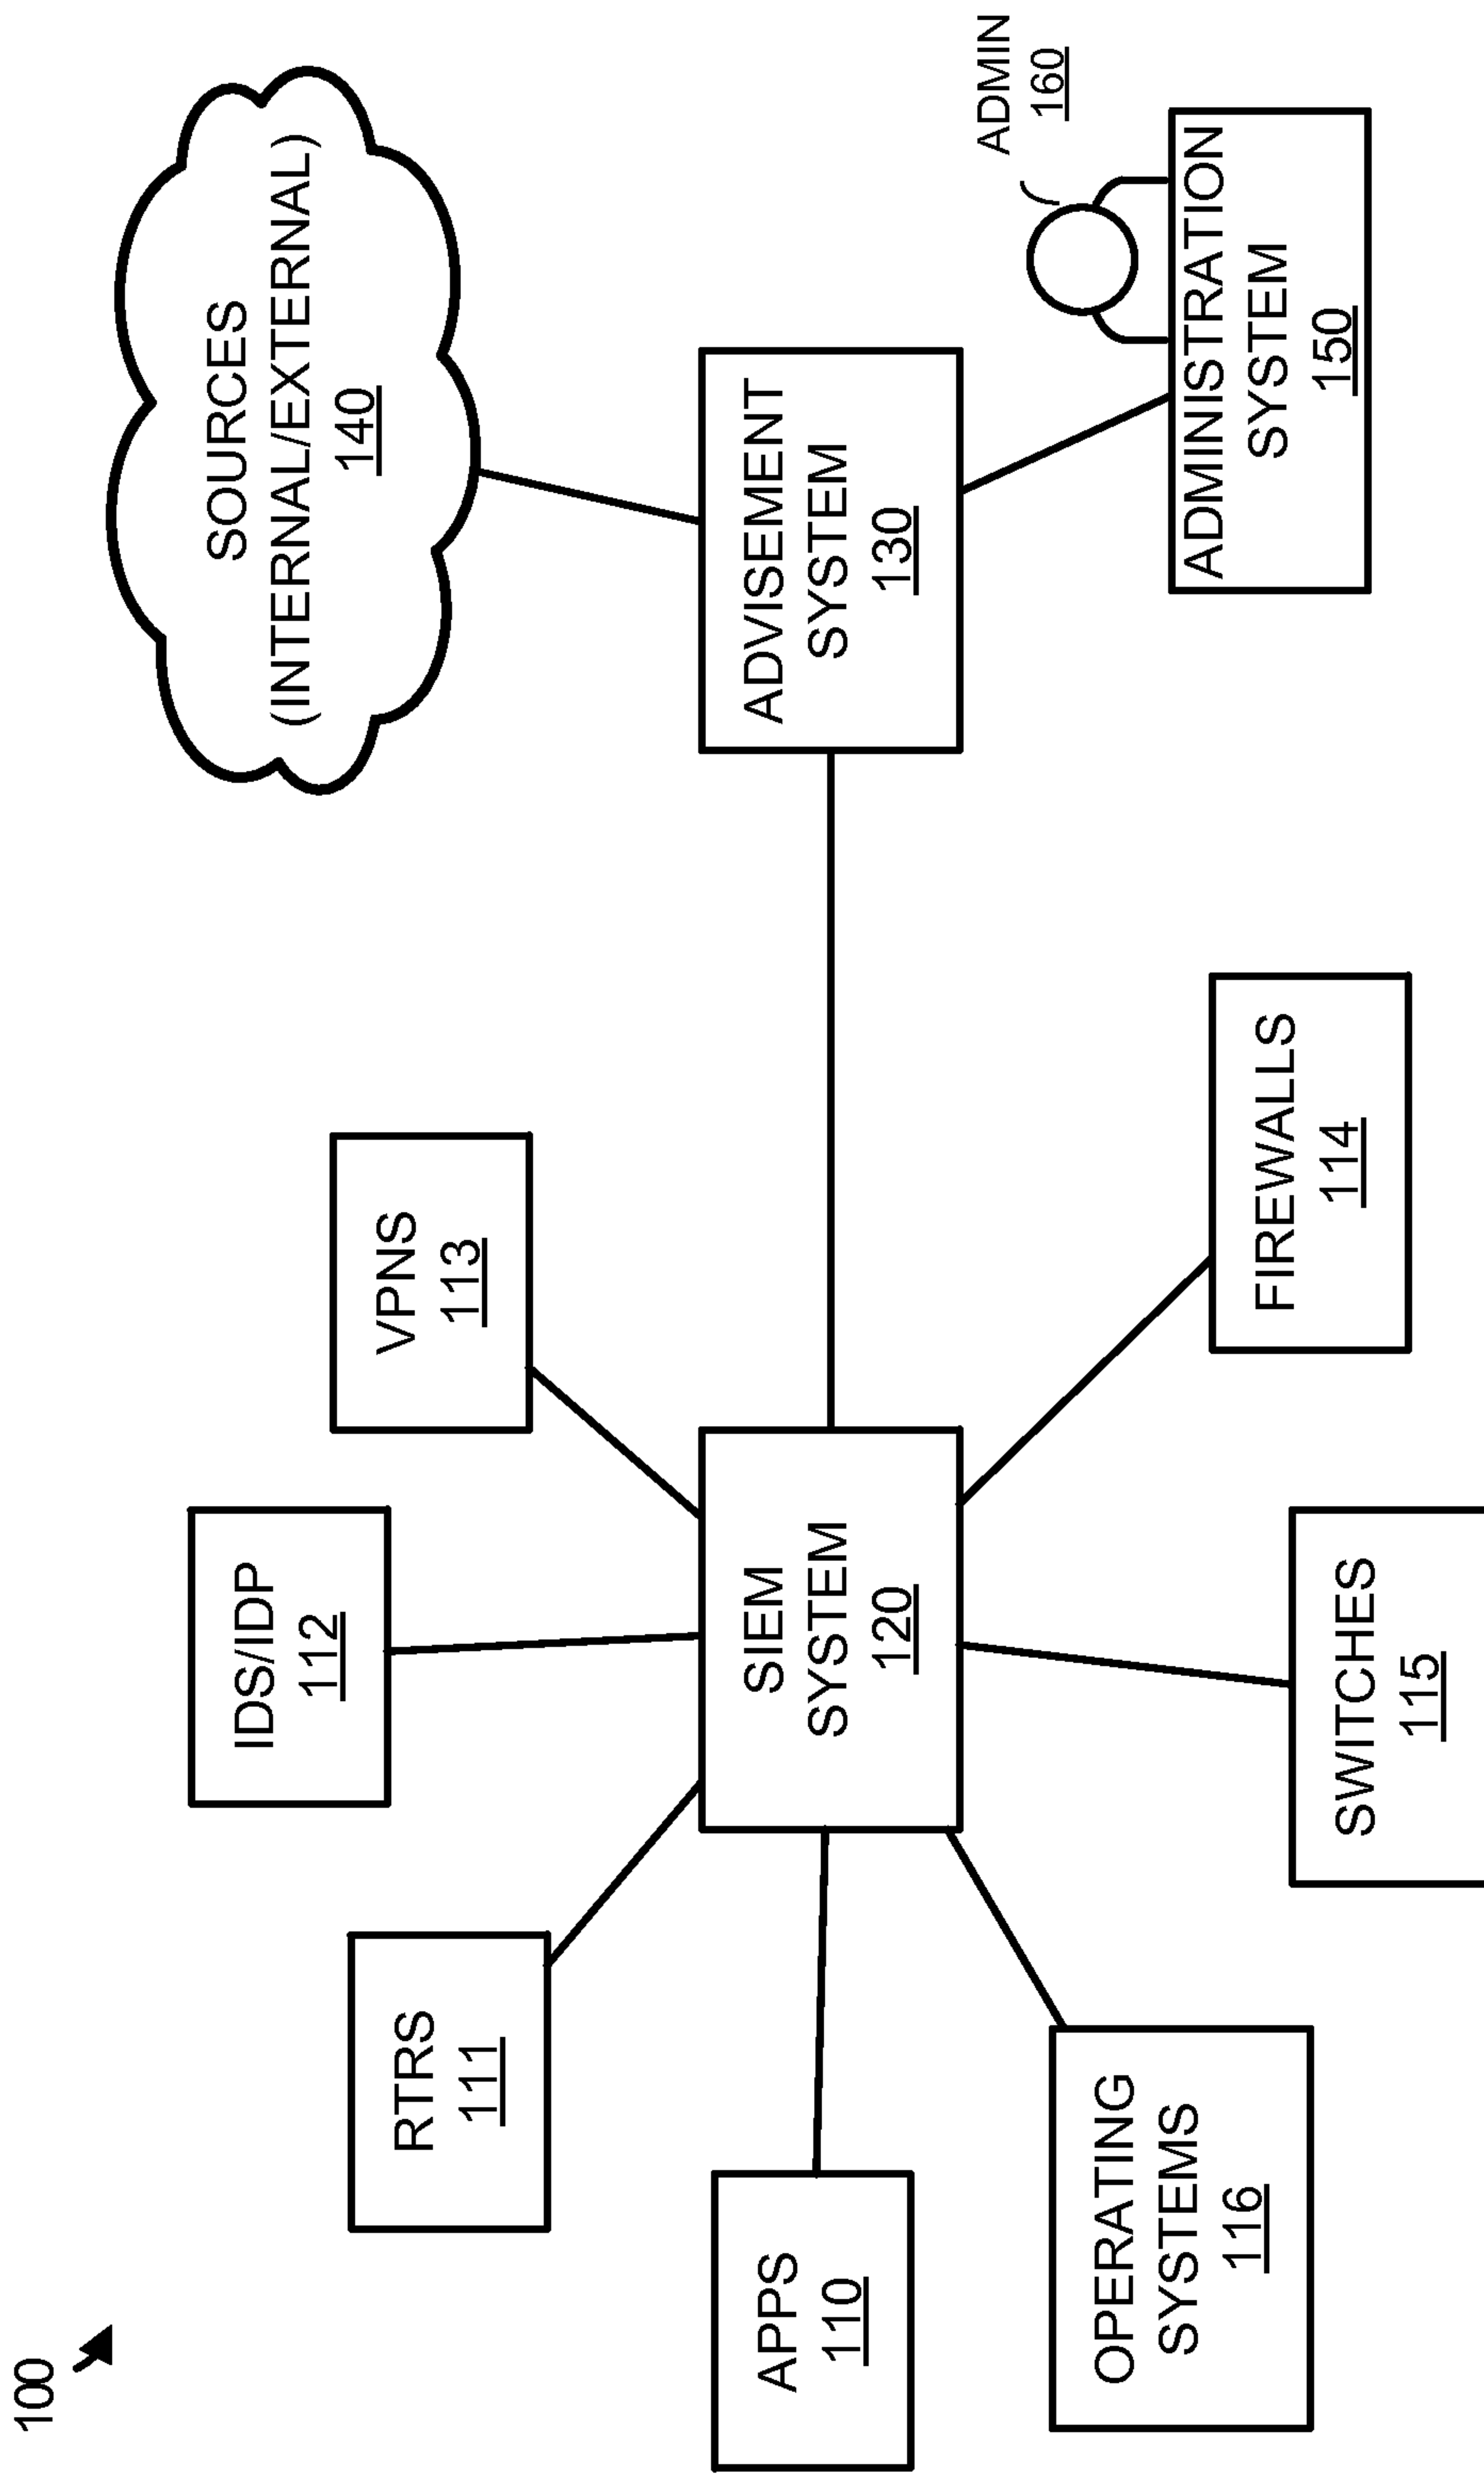 100
RTRS
111
IDS/IDP
112
VPNS
113
SOURCES
(INTERNAL/EXTERNAL)
140
APPS
110
SIEM
SYSTEM
120
ADVISEMENT
SYSTEM
130
ADMIN
160
OPERATING
SYSTEMS
116
SWITCHES
115
FIREWALLS
114
ADMINISTRATION
SYSTEM
150